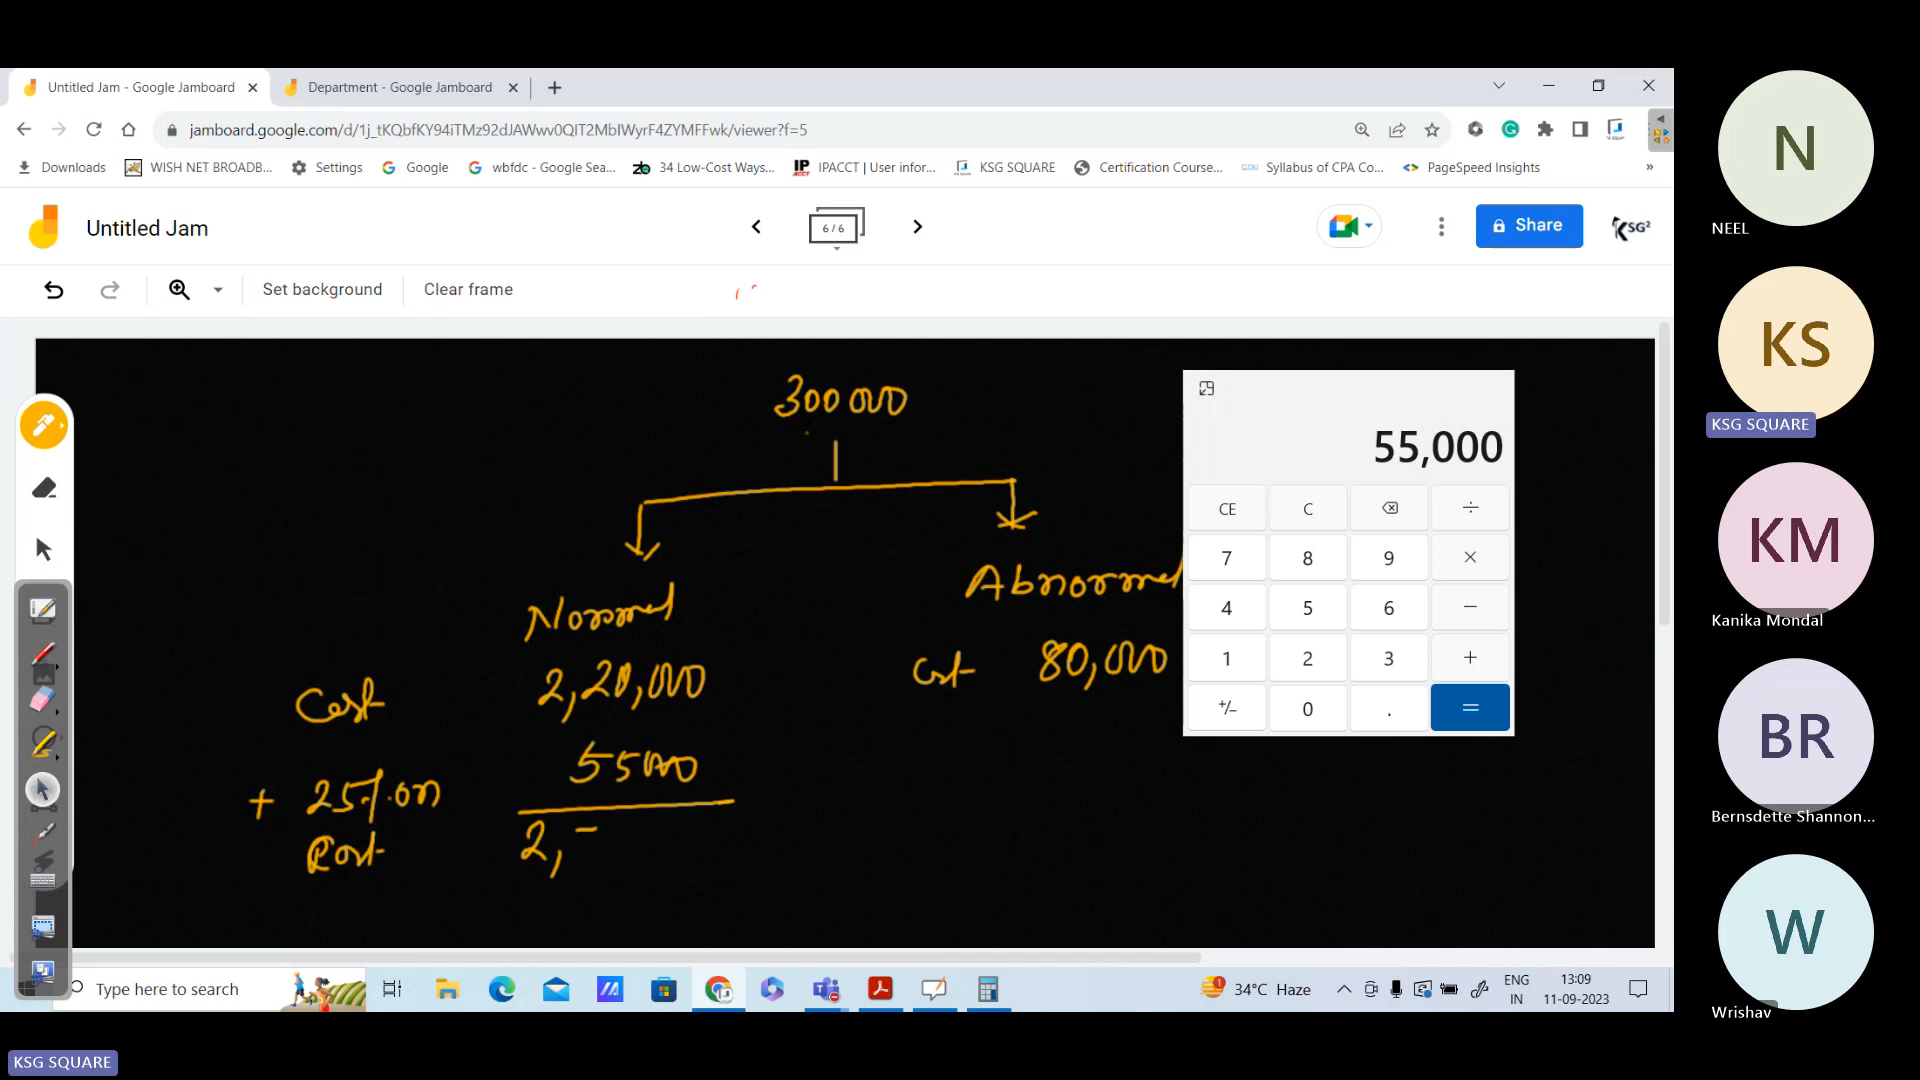 Untitled Jam - Google Jamboard
Department - Google Jamboard
jamboard.google.com/d/1j_tKQbfKY94iTMz92dJAWwv0QIT2MbIWyrF4ZYMFFwk/viewer?f=5
Downloads
WISH NET BROADB...
Settings
Google
wbfdc - Google Sea...
34 Low-Cost Ways...
IPACCT | User infor...
KSG SQUARE
Certification Course...
Syllabus of CPA Co...
PageSpeed Insights
»
Untitled Jam
6 / 6
Share
KSG²
Set background
Clear frame
300000
Normal
Abnormal
Cost 2,20,000
Cost 80,000
+ 25% on 55000
Cost 2,
55,000
CE C ÷
7 8 9 ×
4 5 6 −
1 2 3 +
+/− 0 . =
Type here to search
34°C Haze
ENG
IN
13:09
11-09-2023
N
NEEL
KS
KSG SQUARE
KM
Kanika Mondal
BR
Bernsdette Shannon...
W
Wrishav
KSG SQUARE